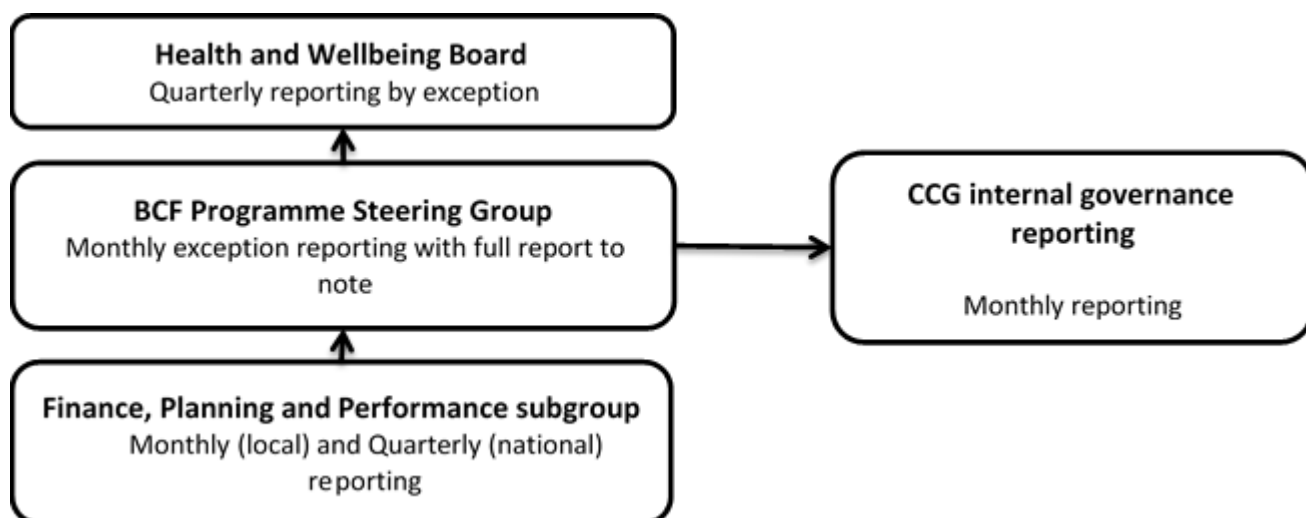 Health and Wellbeing Board
Quarterly reporting by exception
BCF Programme Steering Group
Monthly exception reporting with full report to
note
CCG internal governance
reporting
Monthly reporting
Finance, Planning and Performance subgroup
Monthly (local) and Quarterly (national)
reporting